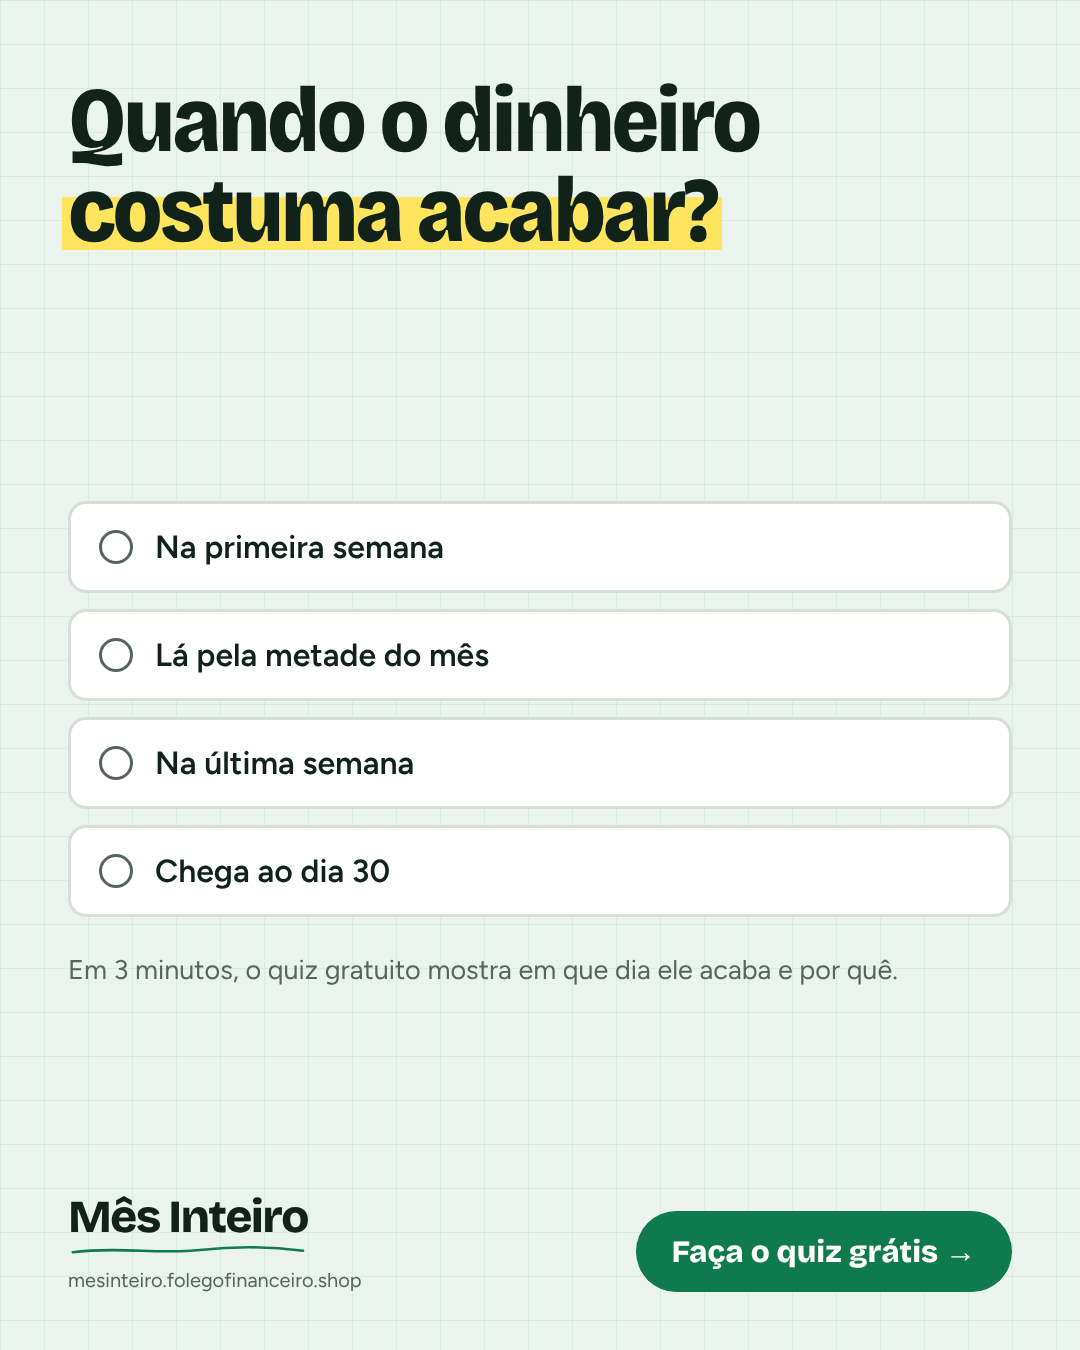 Quando o dinheiro
costuma acabar?
Na primeira semana
Lá pela metade do mês
Na última semana
Chega ao dia 30
Em 3 minutos, o quiz gratuito mostra em que dia ele acaba e por quê.
Mês Inteiro
mesinteiro.folegofinanceiro.shop
Faça o quiz grátis →